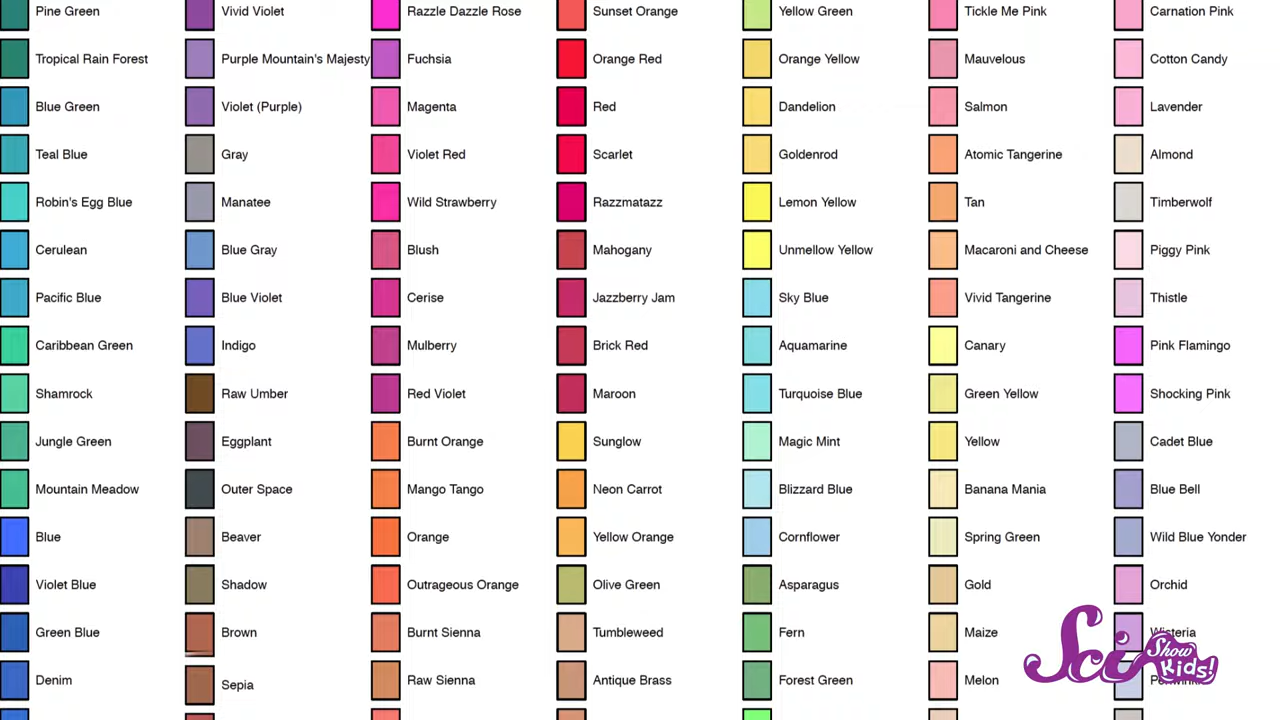 Pine Green
Vivid Violet
Razzle Dazzle Rose
Sunset Orange
Yellow Green
Tickle Me Pink
Carnation Pink
Tropical Rain Forest
Purple Mountain's Majesty
Fuchsia
Orange Red
Orange Yellow
Mauvelous
Cotton Candy
Blue Green
Violet (Purple)
Magenta
Red
Dandelion
Salmon
Lavender
Teal Blue
Gray
Violet Red
Scarlet
Goldenrod
Atomic Tangerine
Almond
Robin's Egg Blue
Manatee
Wild Strawberry
Razzmatazz
Lemon Yellow
Tan
Timberwolf
Cerulean
Blue Gray
Blush
Mahogany
Unmellow Yellow
Macaroni and Cheese
Piggy Pink
Pacific Blue
Blue Violet
Cerise
Jazzberry Jam
Sky Blue
Vivid Tangerine
Thistle
Caribbean Green
Indigo
Mulberry
Brick Red
Aquamarine
Canary
Pink Flamingo
Shamrock
Raw Umber
Red Violet
Maroon
Turquoise Blue
Green Yellow
Shocking Pink
Jungle Green
Eggplant
Burnt Orange
Sunglow
Magic Mint
Yellow
Cadet Blue
Mountain Meadow
Outer Space
Mango Tango
Neon Carrot
Blizzard Blue
Banana Mania
Blue Bell
Blue
Beaver
Orange
Yellow Orange
Cornflower
Spring Green
Wild Blue Yonder
Violet Blue
Shadow
Outrageous Orange
Olive Green
Asparagus
Gold
Orchid
Green Blue
Brown
Burnt Sienna
Tumbleweed
Fern
Maize
Wisteria
Denim
Sepia
Raw Sienna
Antique Brass
Forest Green
Melon
Sci
Show
Kids!